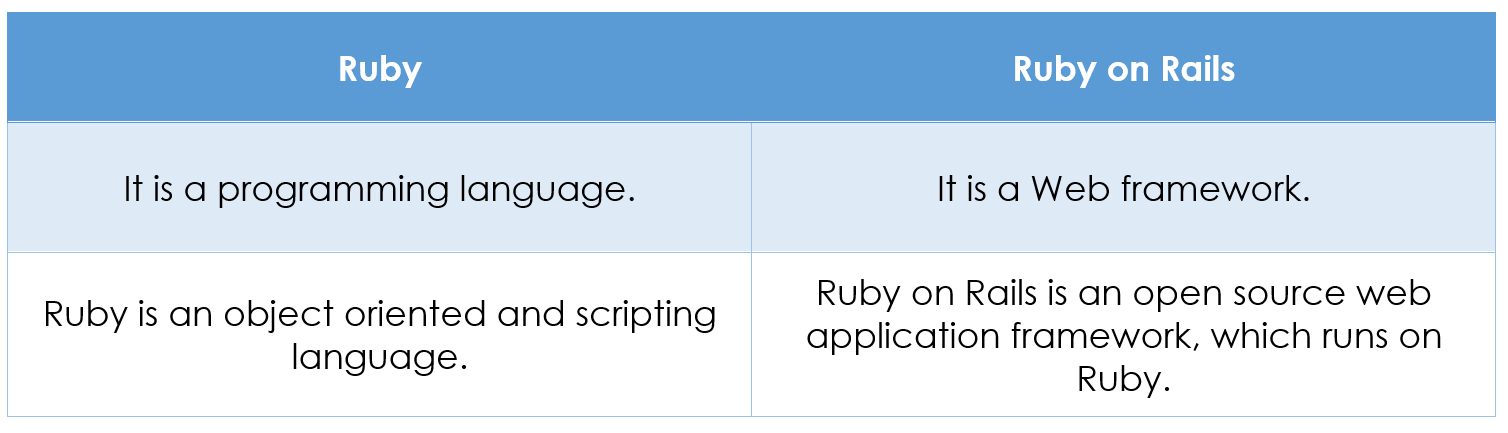 Ruby
Ruby on Rails
It is a programming language.
It is a Web framework.
Ruby is an object oriented and scripting
language.
Ruby on Rails is an open source web
application framework, which runs on
Ruby.